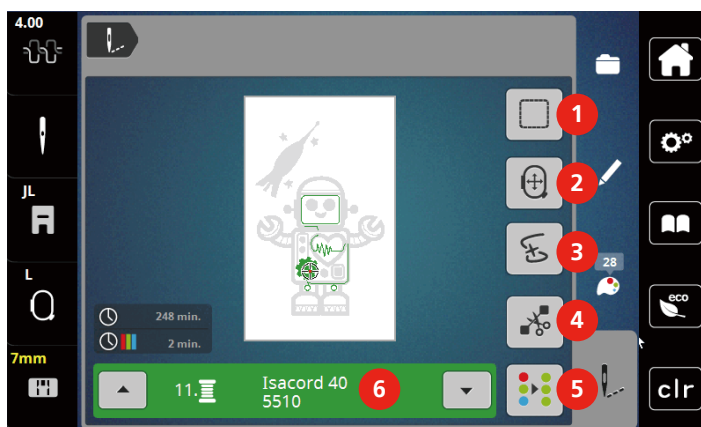 4.00
1
2
JL
3
28
L
4
eco
248 min.
2 min.
7mm
11.
Isacord 40
5510
6
5
clr